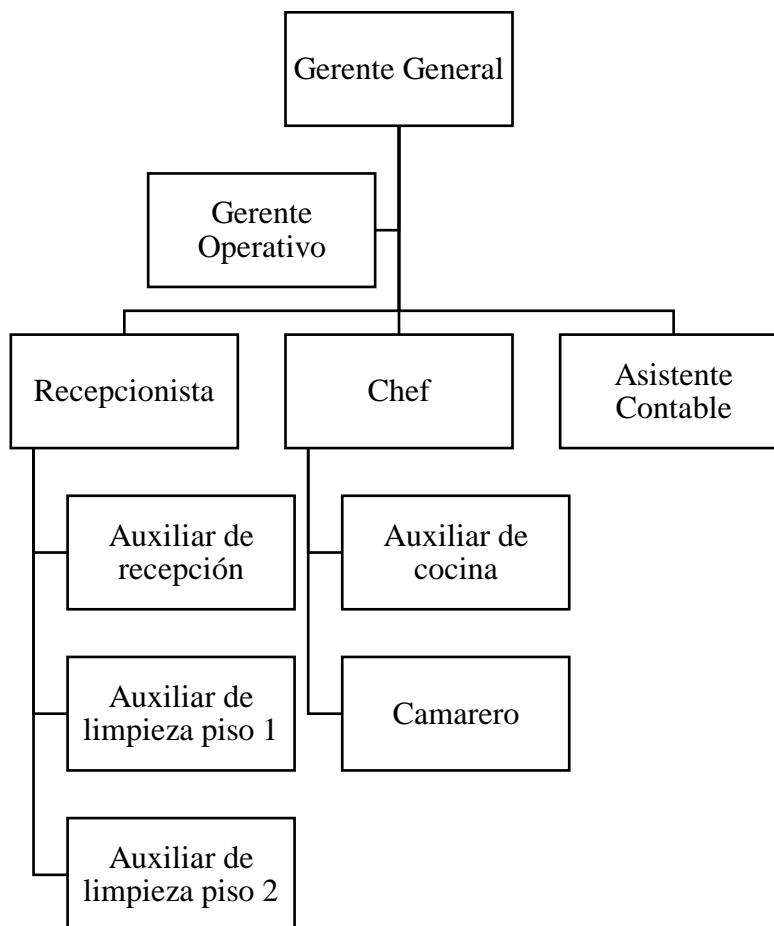 Gerente General
Gerente
Operativo
Recepcionista
Chef
Asistente
Contable
Auxiliar de
recepción
Auxiliar de
cocina
Auxiliar de
limpieza piso 1
Camarero
Auxiliar de
limpieza piso 2